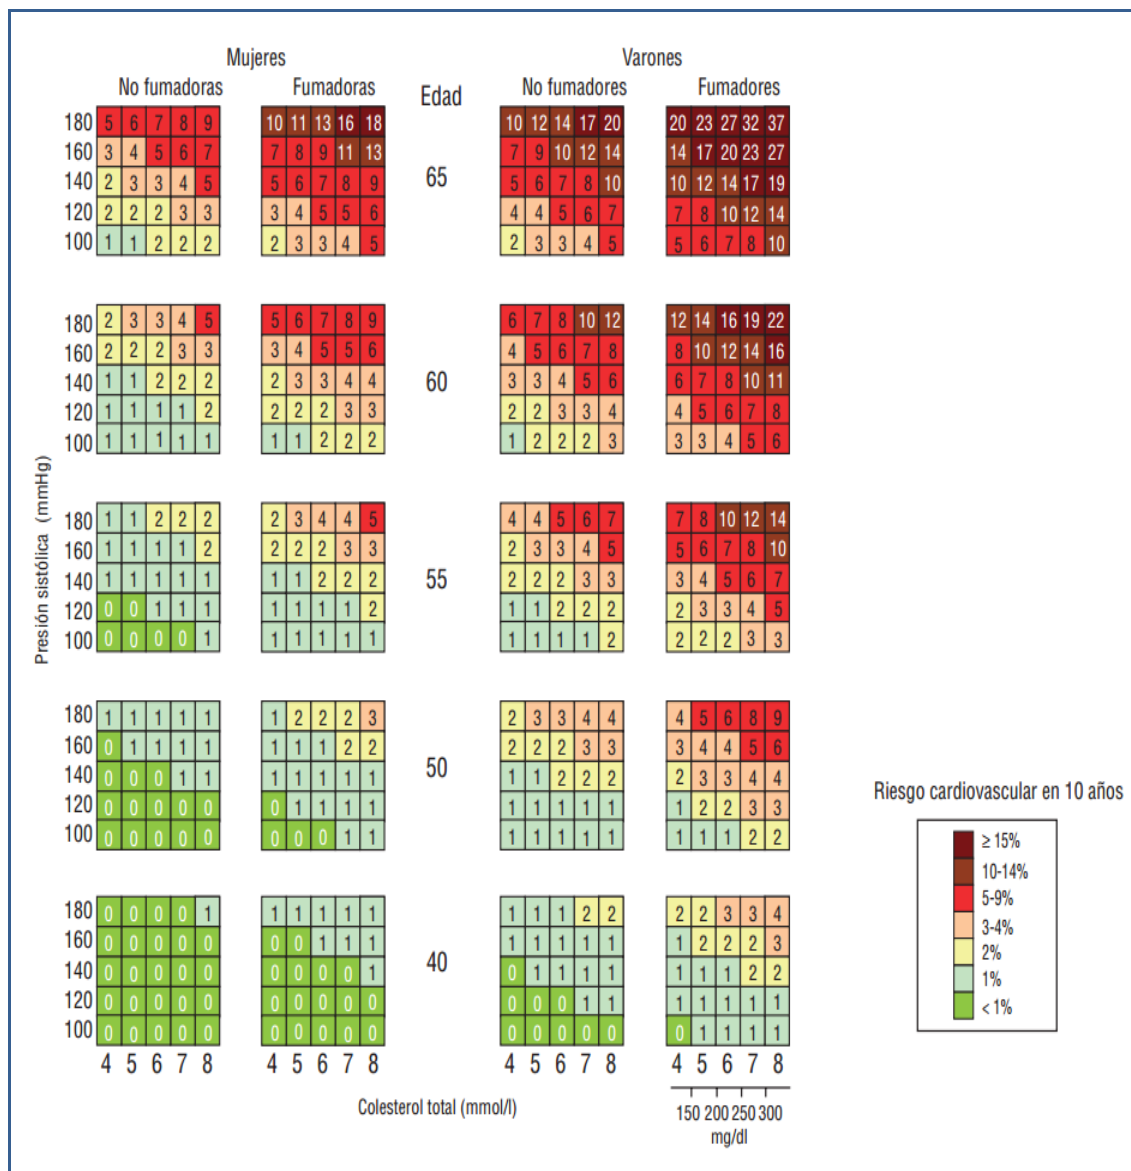 Mujeres Varones
No fumadoras Fumadoras Edad No fumadores Fumadores
180 5 6 7 8 9 10 11 13 16 18 10 12 14 17 20 20 23 27 32 37
160 3 4 5 6 7 7 8 9 11 13 7 9 10 12 14 14 17 20 23 27
140 2 3 3 4 5 5 6 7 8 9 65 5 6 7 8 10 10 12 14 17 19
120 2 2 2 3 3 3 4 5 5 6 4 4 5 6 7 7 8 10 12 14
100 1 1 2 2 2 2 3 3 4 5 2 3 3 4 5 5 6 7 8 10
180 2 3 3 4 5 5 6 7 8 9 6 7 8 10 12 12 14 16 19 22
160 2 2 2 3 3 3 4 5 5 6 4 5 6 7 8 8 10 12 14 16
140 1 1 2 2 2 2 3 3 4 4 60 3 3 4 5 6 6 7 8 10 11
120 1 1 1 1 2 2 2 2 3 3 2 2 3 3 4 4 5 6 7 8
100 1 1 1 1 1 1 1 2 2 2 1 2 2 2 3 3 3 4 5 6
Presión sistólica (mmHg)
180 1 1 2 2 2 2 3 4 4 5 4 4 5 6 7 7 8 10 12 14
160 1 1 1 1 2 2 2 2 3 3 2 3 3 4 5 5 6 7 8 10
140 1 1 1 1 1 1 1 2 2 2 55 2 2 2 3 3 3 4 5 6 7
120 0 0 1 1 1 1 1 1 1 2 1 1 2 2 2 2 3 3 4 5
100 0 0 0 0 1 1 1 1 1 1 1 1 1 1 2 2 2 2 3 3
180 1 1 1 1 1 1 2 2 2 3 2 3 3 4 4 4 5 6 8 9
160 0 1 1 1 1 1 1 1 2 2 2 2 2 3 3 3 4 4 5 6
140 0 0 0 1 1 1 1 1 1 1 50 1 1 2 2 2 2 3 3 4 4
120 0 0 0 0 0 0 1 1 1 1 1 1 1 1 1 1 2 2 3 3
100 0 0 0 0 0 0 0 0 1 1 1 1 1 1 1 1 1 1 2 2
180 0 0 0 0 1 1 1 1 1 1 1 1 1 2 2 2 2 3 3 4
160 0 0 0 0 0 0 0 1 1 1 1 1 1 1 1 1 2 2 2 3
140 0 0 0 0 0 0 0 0 0 1 40 0 1 1 1 1 1 1 1 2 2
120 0 0 0 0 0 0 0 0 0 0 0 0 0 1 1 1 1 1 1 1
100 0 0 0 0 0 0 0 0 0 0 0 0 0 0 0 0 1 1 1 1
4 5 6 7 8 4 5 6 7 8 4 5 6 7 8 4 5 6 7 8
Colesterol total (mmol/l)
150 200 250 300
mg/dl
Riesgo cardiovascular en 10 años
≥ 15%
10-14%
5-9%
3-4%
2%
1%
< 1%